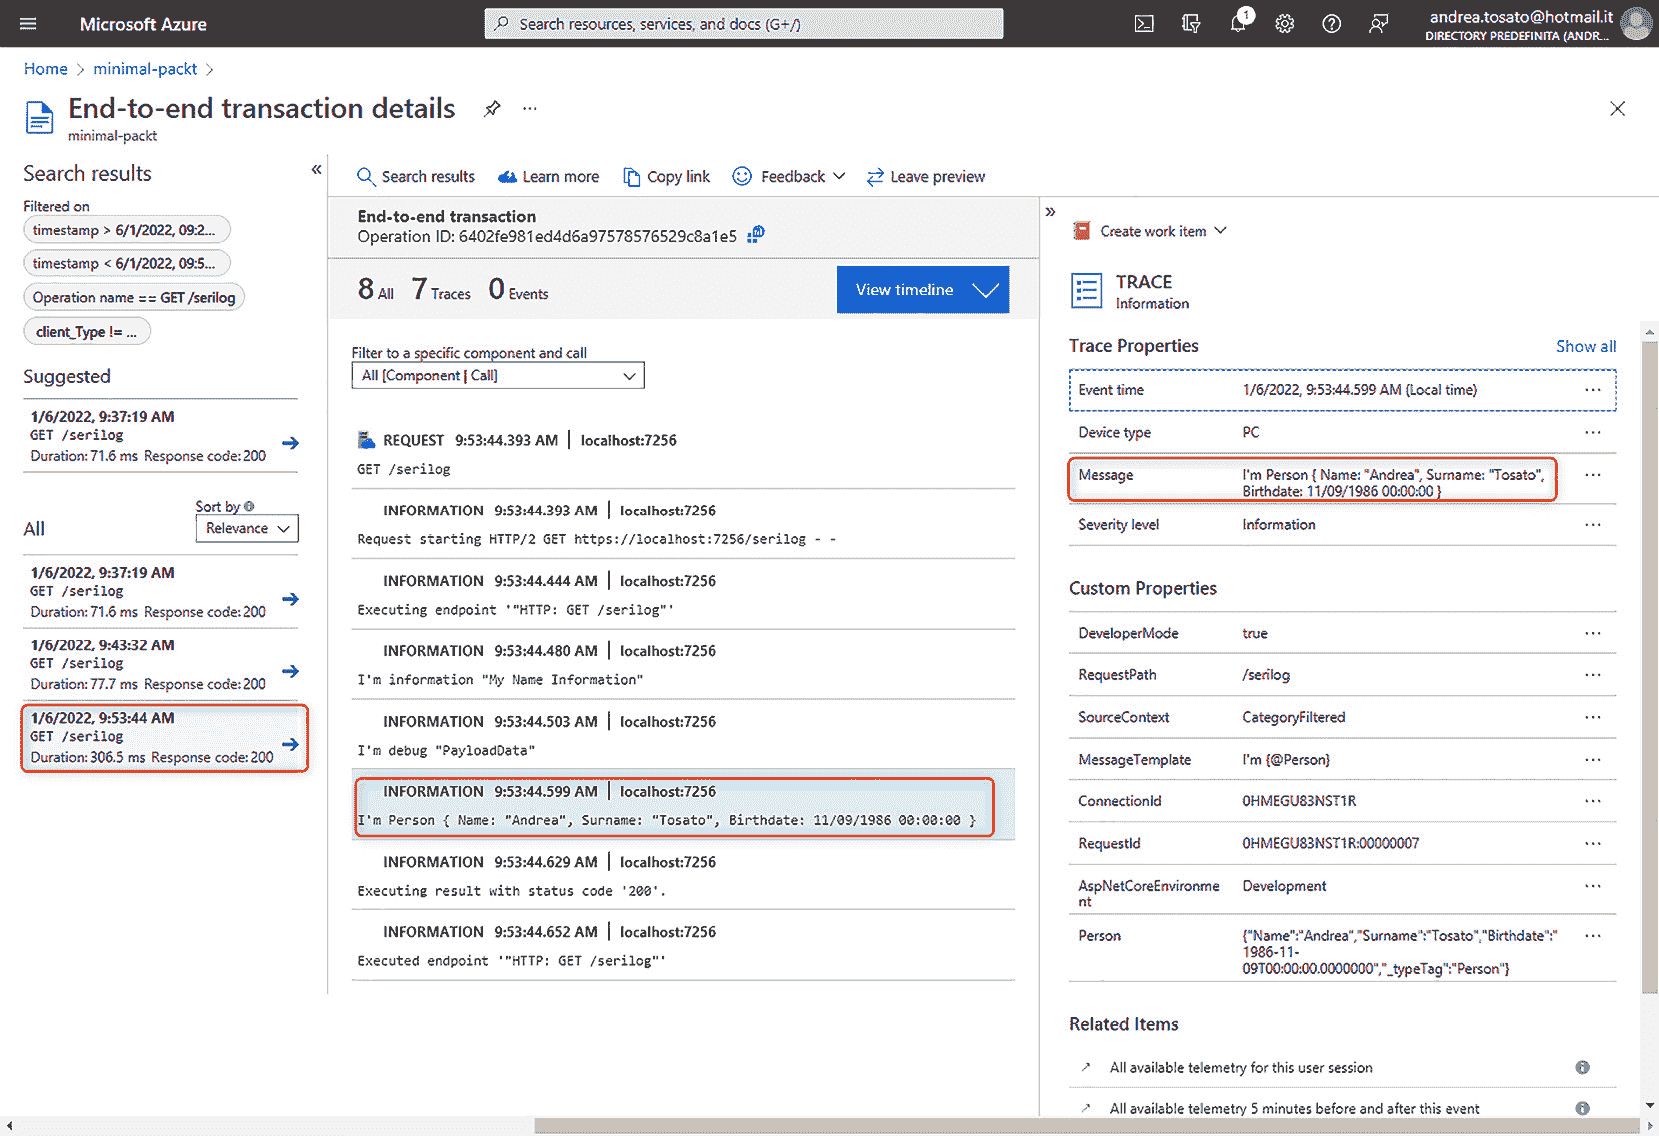 Microsoft Azure
Search resources, services, and docs (G+/)
1
andrea.tosato@hotmail.it
DIRECTORY PREDEFINITA (ANDR...
Home > minimal-packt >
End-to-end transaction details
...
minimal-packt
Search results
«
Filtered on
timestamp > 6/1/2022, 09:2...
timestamp < 6/1/2022, 09:5...
Operation name == GET /serilog
client_Type != ...
Suggested
1/6/2022, 9:37:19 AM
GET /serilog
Duration: 71.6 ms Response code: 200
Sort by
All
Relevance
1/6/2022, 9:37:19 AM
GET /serilog
Duration: 71.6 ms Response code: 200
1/6/2022, 9:43:32 AM
GET /serilog
Duration: 77.7 ms Response code: 200
1/6/2022, 9:53:44 AM
GET /serilog
Duration: 306.5 ms Response code: 200
Search results
Learn more
Copy link
Feedback
Leave preview
End-to-end transaction
Operation ID: 6402fe981ed4d6a97578576529c8a1e5
8 All 7 Traces 0 Events
View timeline
Filter to a specific component and call
All [Component | Call]
REQUEST 9:53:44.393 AM | localhost:7256
GET /serilog
INFORMATION 9:53:44.393 AM | localhost:7256
Request starting HTTP/2 GET https://localhost:7256/serilog - -
INFORMATION 9:53:44.444 AM | localhost:7256
Executing endpoint '"HTTP: GET /serilog"'
INFORMATION 9:53:44.480 AM | localhost:7256
I'm information "My Name Information"
INFORMATION 9:53:44.503 AM | localhost:7256
I'm debug "PayloadData"
INFORMATION 9:53:44.599 AM | localhost:7256
I'm Person { Name: "Andrea", Surname: "Tosato", Birthdate: 11/09/1986 00:00:00 }
INFORMATION 9:53:44.629 AM | localhost:7256
Executing result with status code '200'.
INFORMATION 9:53:44.652 AM | localhost:7256
Executed endpoint '"HTTP: GET /serilog"'
»
Create work item
TRACE
Information
Trace Properties Show all
Event time 1/6/2022, 9:53:44.599 AM (Local time) ...
Device type PC ...
Message I'm Person { Name: "Andrea", Surname: "Tosato", ...
Birthdate: 11/09/1986 00:00:00 }
Severity level Information ...
Custom Properties
DeveloperMode true ...
RequestPath /serilog ...
SourceContext CategoryFiltered ...
MessageTemplate I'm {@Person} ...
ConnectionId 0HMEGU83NST1R ...
RequestId 0HMEGU83NST1R:00000007 ...
AspNetCoreEnvironme Development ...
nt
Person {"Name":"Andrea","Surname":"Tosato","Birthdate":" ...
1986-11-
09T00:00:00.0000000","_typeTag":"Person"}
Related Items
All available telemetry for this user session
All available telemetry 5 minutes before and after this event